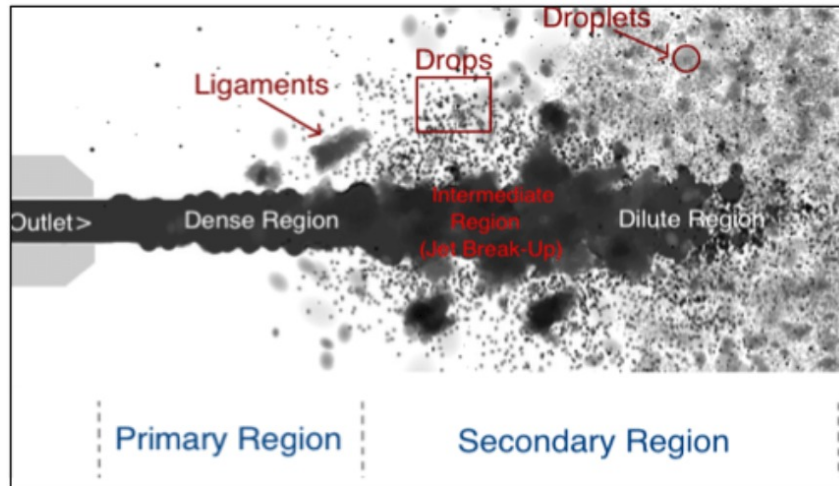 Droplets
Drops
Ligaments
Outlet>
Dense Region
Intermediate
Region
(Jet Break-Up)
Dilute Region
Primary Region
Secondary Region